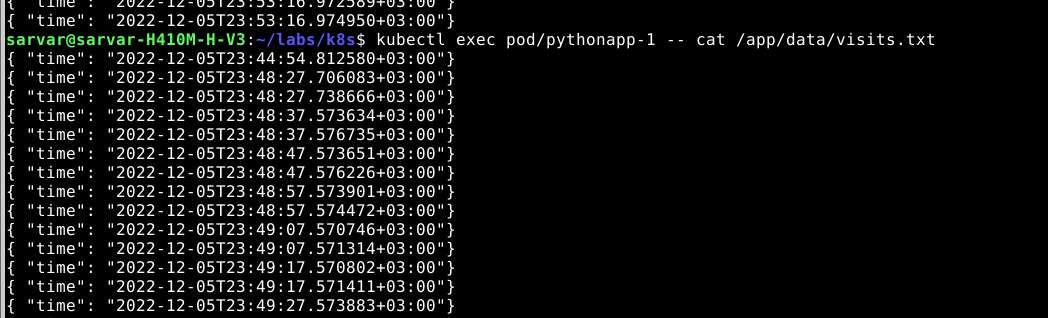 { "time": "2022-12-05T23:53:16.972589+03:00"}
{ "time": "2022-12-05T23:53:16.974950+03:00"}
sarvar@sarvar-H410M-H-V3:~/labs/k8s$ kubectl exec pod/pythonapp-1 -- cat /app/data/visits.txt
{ "time": "2022-12-05T23:44:54.812580+03:00"}
{ "time": "2022-12-05T23:48:27.706083+03:00"}
{ "time": "2022-12-05T23:48:27.738666+03:00"}
{ "time": "2022-12-05T23:48:37.573634+03:00"}
{ "time": "2022-12-05T23:48:37.576735+03:00"}
{ "time": "2022-12-05T23:48:47.573651+03:00"}
{ "time": "2022-12-05T23:48:47.576226+03:00"}
{ "time": "2022-12-05T23:48:57.573901+03:00"}
{ "time": "2022-12-05T23:48:57.574472+03:00"}
{ "time": "2022-12-05T23:49:07.570746+03:00"}
{ "time": "2022-12-05T23:49:07.571314+03:00"}
{ "time": "2022-12-05T23:49:17.570802+03:00"}
{ "time": "2022-12-05T23:49:17.571411+03:00"}
{ "time": "2022-12-05T23:49:27.573883+03:00"}